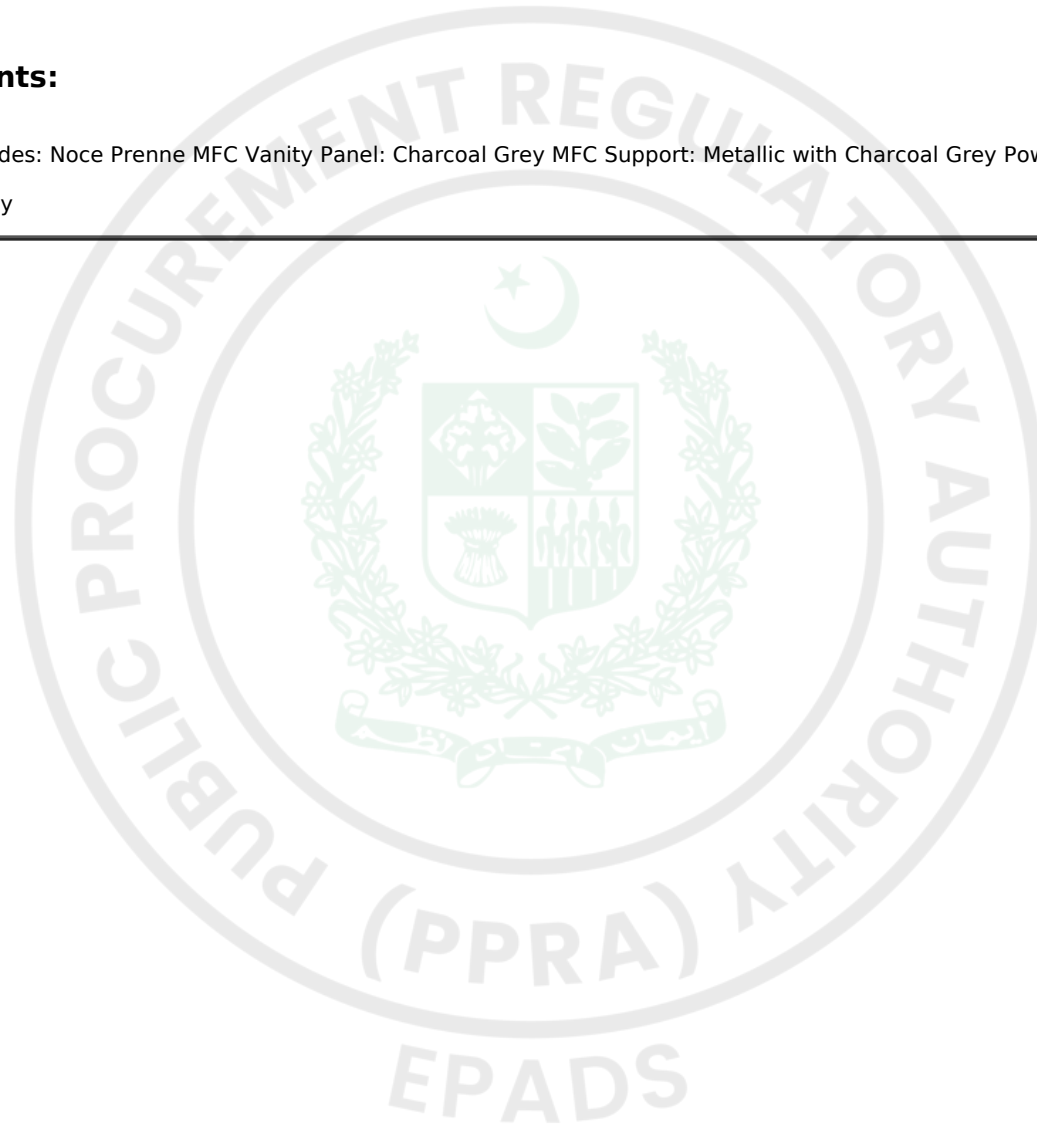 nts:
des: Noce Prenne MFC Vanity Panel: Charcoal Grey MFC Support: Metallic with Charcoal Grey Pov
y
PUBLIC PROCUREMENT REGULATORY AUTHORITY
(PPRA)
EPADS